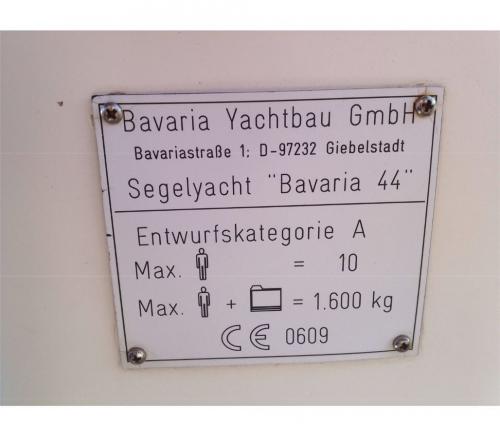 Bavaria Yachtbau GmbH
Bavariastraße 1; D-97232 Giebelstadt
Segelyacht "Bavaria 44"
Entwurfskategorie A
Max. = 10
Max. + = 1.600 kg
CE 0609